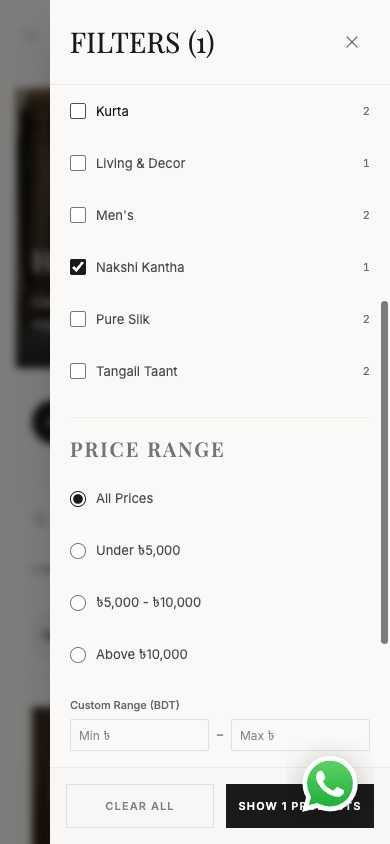 FILTERS (1)
Kurta 2
Living & Decor 1
Men's 2
Nakshi Kantha 1
Pure Silk 2
Tangail Taant 2
PRICE RANGE
All Prices
Under ৳5,000
৳5,000 - ৳10,000
Above ৳10,000
Custom Range (BDT)
Min ৳ – Max ৳
CLEAR ALL SHOW 1